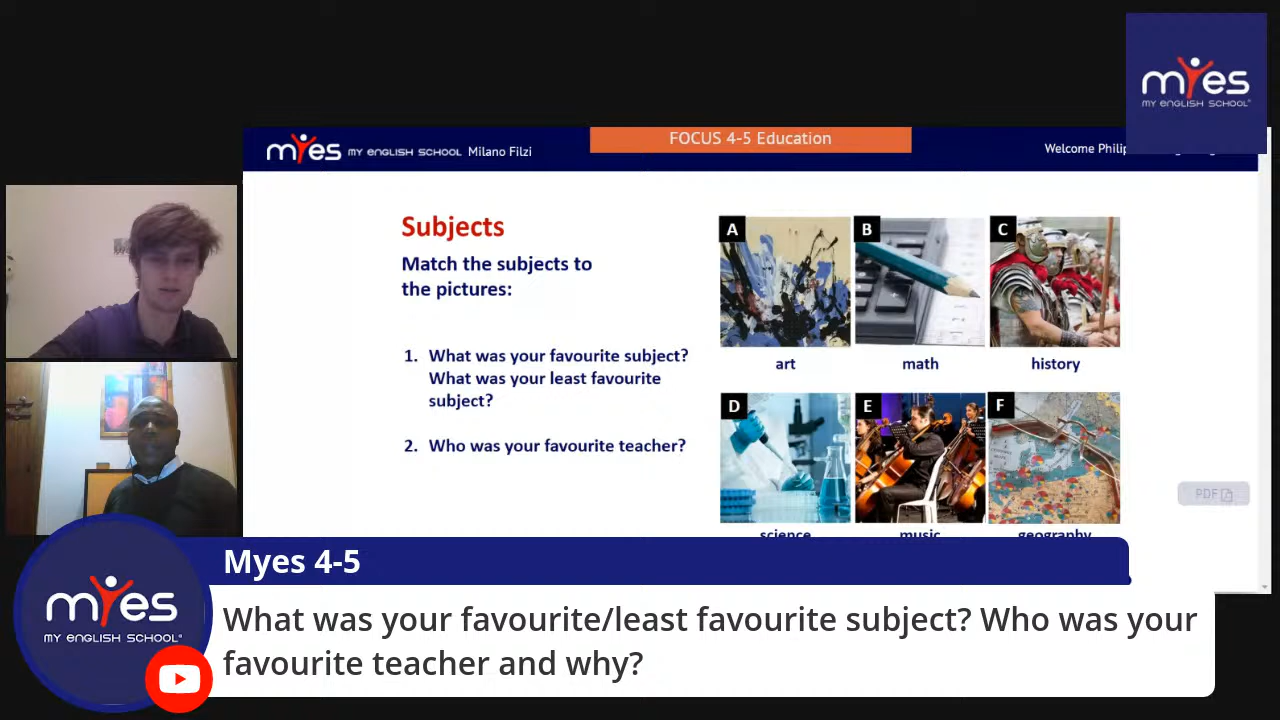 myes
MY ENGLISH SCHOOL
myes MY ENGLISH SCHOOL Milano Filzi
FOCUS 4-5 Education
Welcome Philip
Subjects
Match the subjects to
the pictures:
1. What was your favourite subject?
What was your least favourite
subject?
2. Who was your favourite teacher?
A
B
C
art
math
history
D
E
F
science
music
geography
PDF
myes
MY ENGLISH SCHOOL
Myes 4-5
What was your favourite/least favourite subject? Who was your
favourite teacher and why?